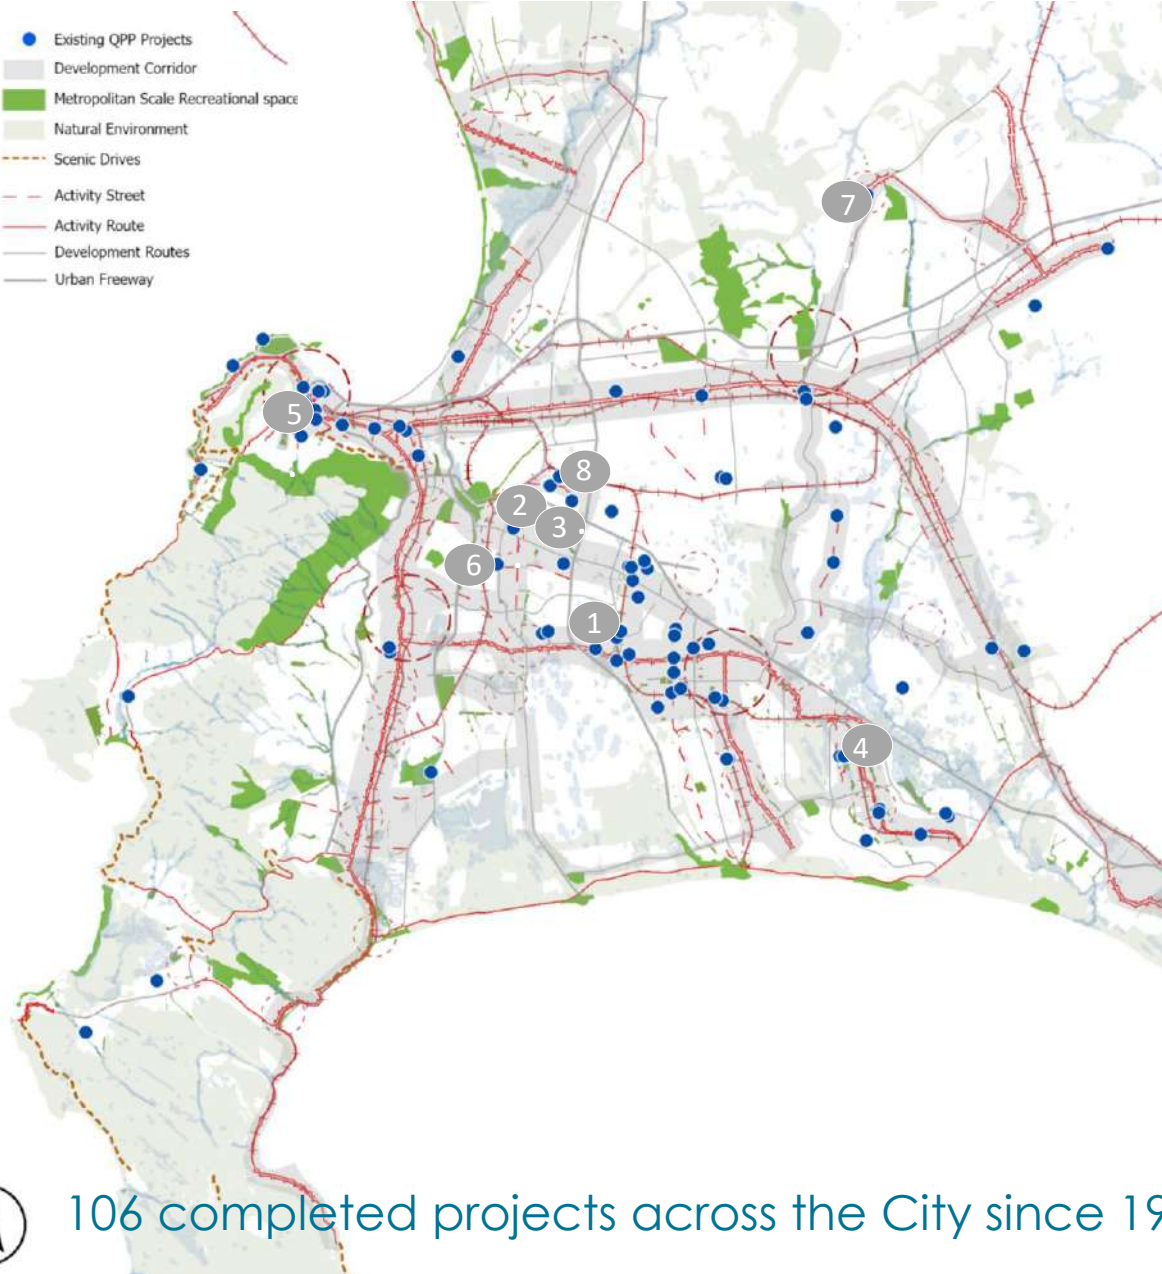 Existing QPP Projects
Development Corridor
Metropolitan Scale Recreational space
Natural Environment
Scenic Drives
Activity Street
Activity Route
Development Routes
Urban Freeway
7
5
8
2
3
6
1
4
106 completed projects across the City since 19